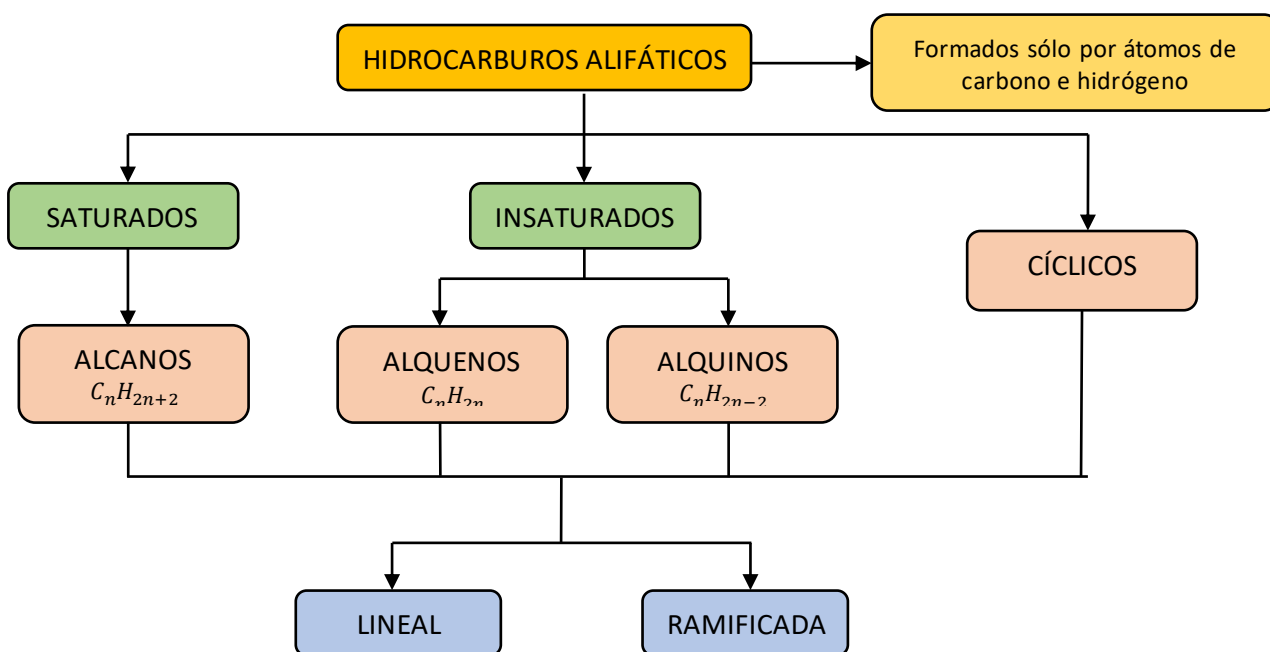 HIDROCARBUROS ALIFÁTICOS
Formados sólo por átomos de
carbono e hidrógeno
SATURADOS
INSATURADOS
CÍCLICOS
ALCANOS
$C_nH_{2n+2}$
ALQUENOS
$C_nH_{2n}$
ALQUINOS
$C_nH_{2n-2}$
LINEAL
RAMIFICADA